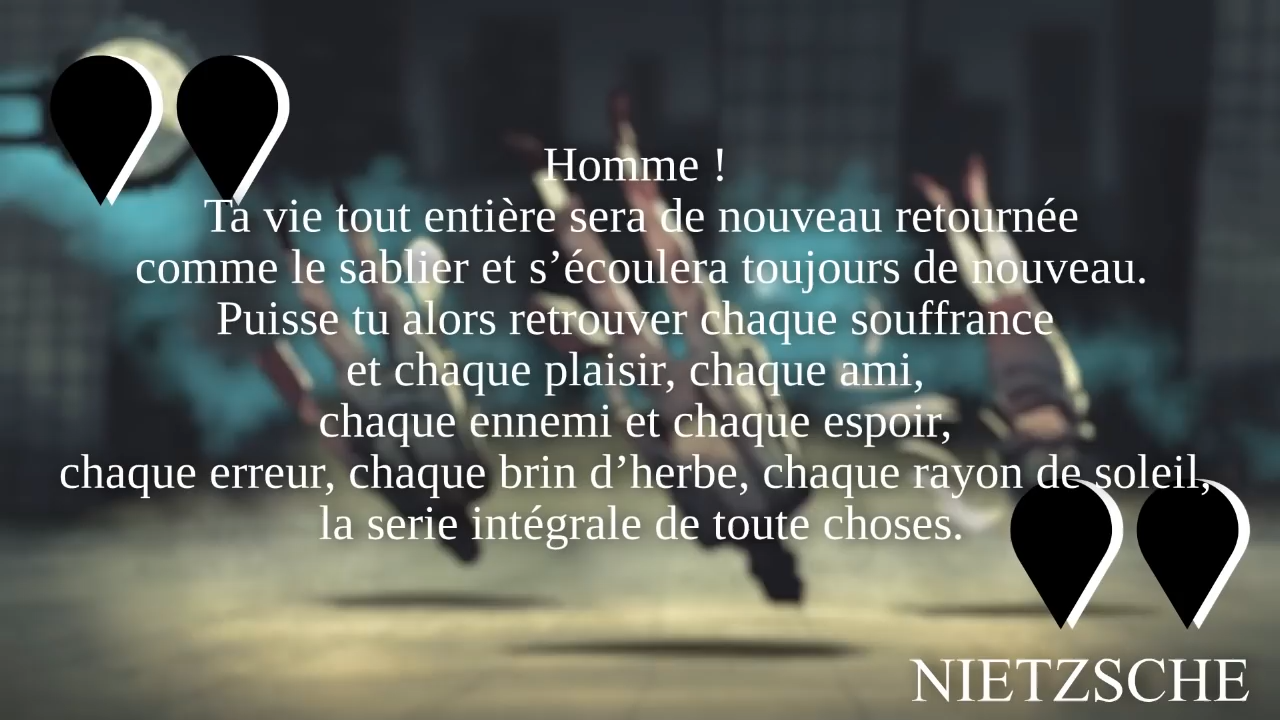 Homme !
Ta vie tout entière sera de nouveau retournée
comme le sablier et s’écoulera toujours de nouveau.
Puisse tu alors retrouver chaque souffrance
et chaque plaisir, chaque ami,
chaque ennemi et chaque espoir,
chaque erreur, chaque brin d’herbe, chaque rayon de soleil,
la serie intégrale de toute choses.
NIETZSCHE